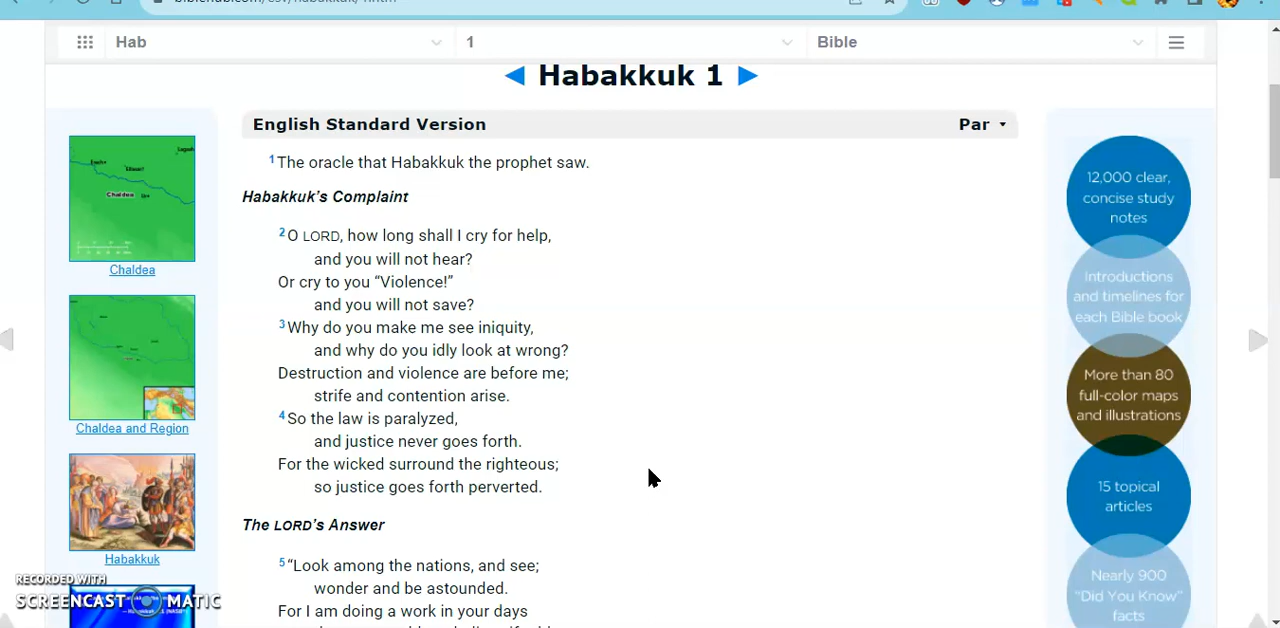 Hab
1
Bible
Habakkuk 1
English Standard Version
Par
1 The oracle that Habakkuk the prophet saw.
Habakkuk's Complaint
2 O LORD, how long shall I cry for help,
and you will not hear?
Or cry to you “Violence!”
and you will not save?
3 Why do you make me see iniquity,
and why do you idly look at wrong?
Destruction and violence are before me;
strife and contention arise.
4 So the law is paralyzed,
and justice never goes forth.
For the wicked surround the righteous;
so justice goes forth perverted.
The LORD's Answer
5 “Look among the nations, and see;
wonder and be astounded.
For I am doing a work in your days
Chaldea
Chaldea
Chaldea and Region
Habakkuk
RECORDED WITH
SCREENCAST MATIC
12,000 clear,
concise study
notes
Introductions
and timelines for
each Bible book
More than 80
full-color maps
and illustrations
15 topical
articles
Nearly 900
“Did You Know”
facts